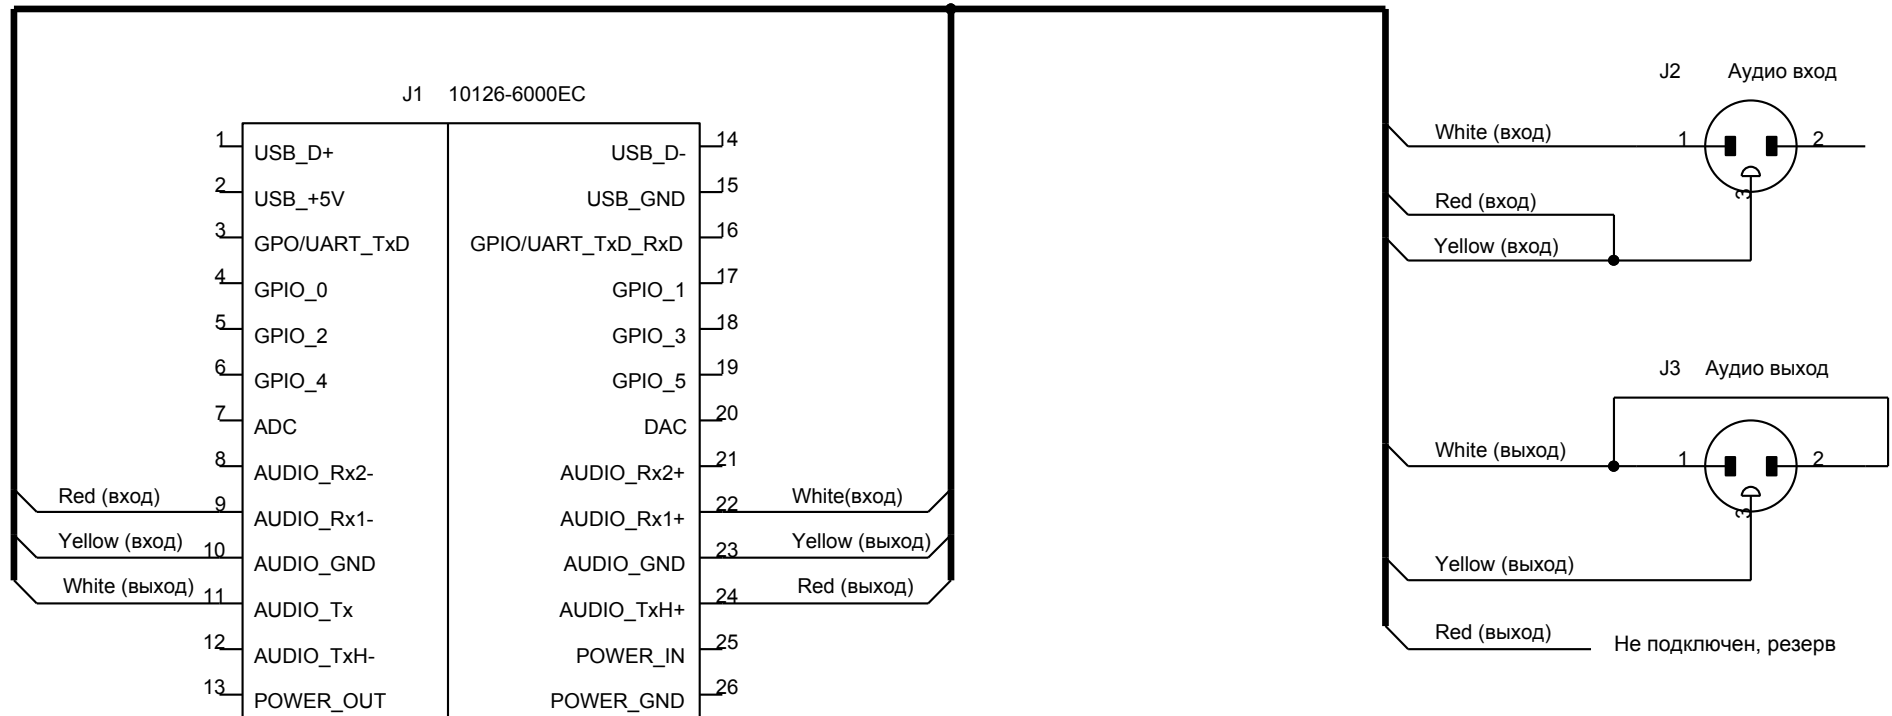 J1 10126-6000EC
1 USB_D+ USB_D- 14
2 USB_+5V USB_GND 15
3 GPO/UART_TxD GPIO/UART_TxD_RxD 16
4 GPIO_0 GPIO_1 17
5 GPIO_2 GPIO_3 18
6 GPIO_4 GPIO_5 19
7 ADC DAC 20
8 AUDIO_Rx2- AUDIO_Rx2+ 21
Red (вход) 9 AUDIO_Rx1- AUDIO_Rx1+ 22 White(вход)
Yellow (вход) 10 AUDIO_GND AUDIO_GND 23 Yellow (выход)
White (выход) 11 AUDIO_Tx AUDIO_TxH+ 24 Red (выход)
12 AUDIO_TxH- POWER_IN 25
13 POWER_OUT POWER_GND 26
J2 Аудио вход
White (вход) 1 2
Red (вход) 3
Yellow (вход)
J3 Аудио выход
White (выход) 1 2
3
Yellow (выход)
Red (выход) Не подключен, резерв